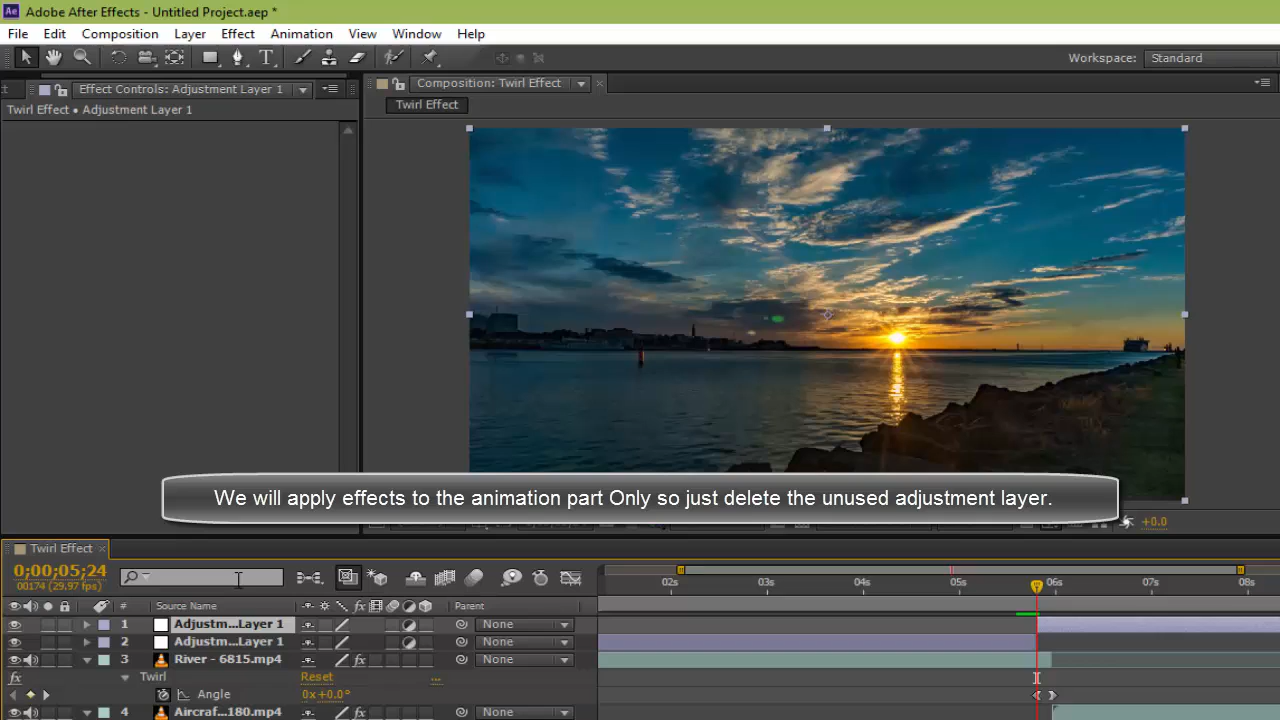 Ae Adobe After Effects - Untitled Project.aep *
File Edit Composition Layer Effect Animation View Window Help
Workspace: Standard
Effect Controls: Adjustment Layer 1
Composition: Twirl Effect
Twirl Effect
Twirl Effect • Adjustment Layer 1
We will apply effects to the animation part Only so just delete the unused adjustment layer.
+0.0
Twirl Effect
0;00;05;24
00174 (29.97 fps)
02s 03s 04s 05s 06s 07s 08s
# Source Name fx Parent
1 Adjustm...Layer 1 None
2 Adjustm...Layer 1 None
3 River - 6815.mp4 fx None
fx Twirl Reset ...
Angle 0x+0.0°
4 Aircraf...180.mp4 None